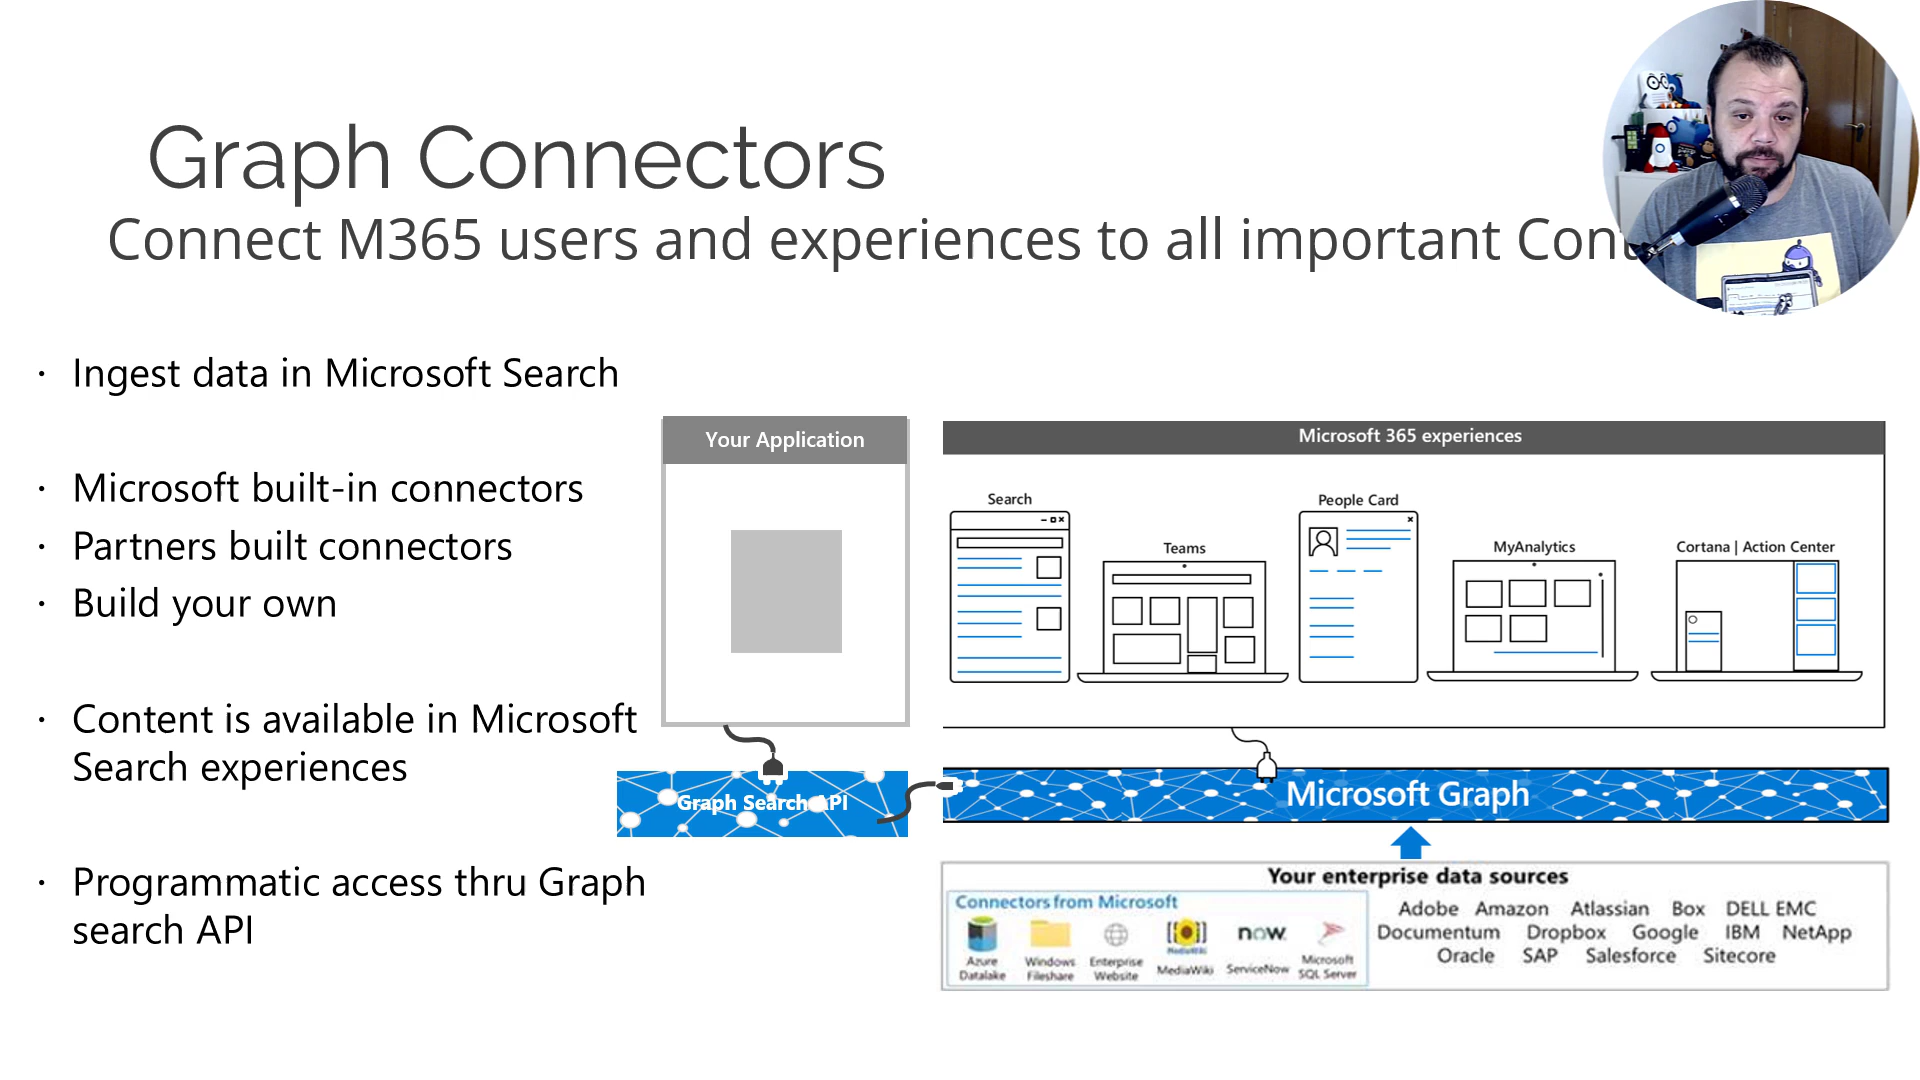 Graph Connectors
Connect M365 users and experiences to all important Cont
· Ingest data in Microsoft Search
· Microsoft built-in connectors
· Partners built connectors
· Build your own
· Content is available in Microsoft
Search experiences
· Programmatic access thru Graph
search API
Your Application
Graph Search API
Microsoft 365 experiences
Search
Teams
People Card
MyAnalytics
Cortana | Action Center
Microsoft Graph
Your enterprise data sources
Connectors from Microsoft
Azure
Datalake
Windows
Fileshare
Enterprise
Website
MediaWiki
MediaWiki
now.
ServiceNow
Microsoft
SQL Server
Adobe Amazon Atlassian Box DELL EMC
Documentum Dropbox Google IBM NetApp
Oracle SAP Salesforce Sitecore